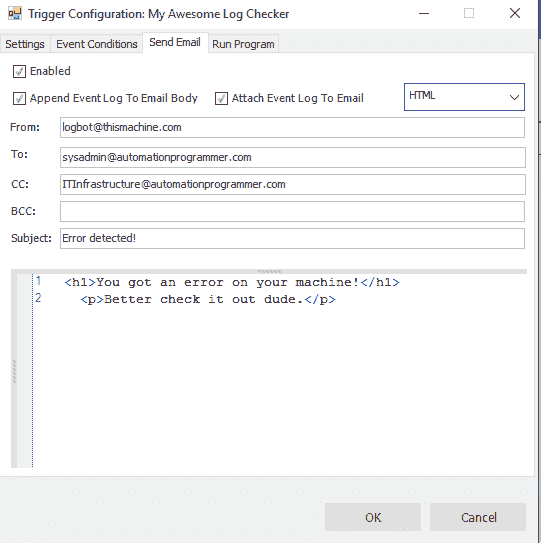 Trigger Configuration: My Awesome Log Checker
Settings Event Conditions Send Email Run Program
Enabled
Append Event Log To Email Body Attach Event Log To Email HTML
From: logbot@thismachine.com
To: sysadmin@automationprogrammer.com
CC: ITInfrastructure@automationprogrammer.com
BCC:
Subject: Error detected!
1 <h1>You got an error on your machine!</h1>
2 <p>Better check it out dude.</p>
OK Cancel